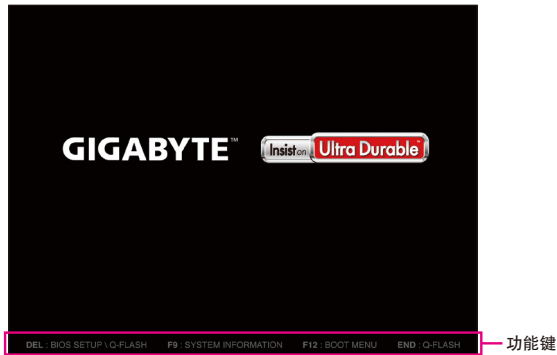 GIGABYTE™ Insist on Ultra Durable™
DEL : BIOS SETUP \ Q-FLASH F9 : SYSTEM INFORMATION F12 : BOOT MENU END : Q-FLASH
功能键